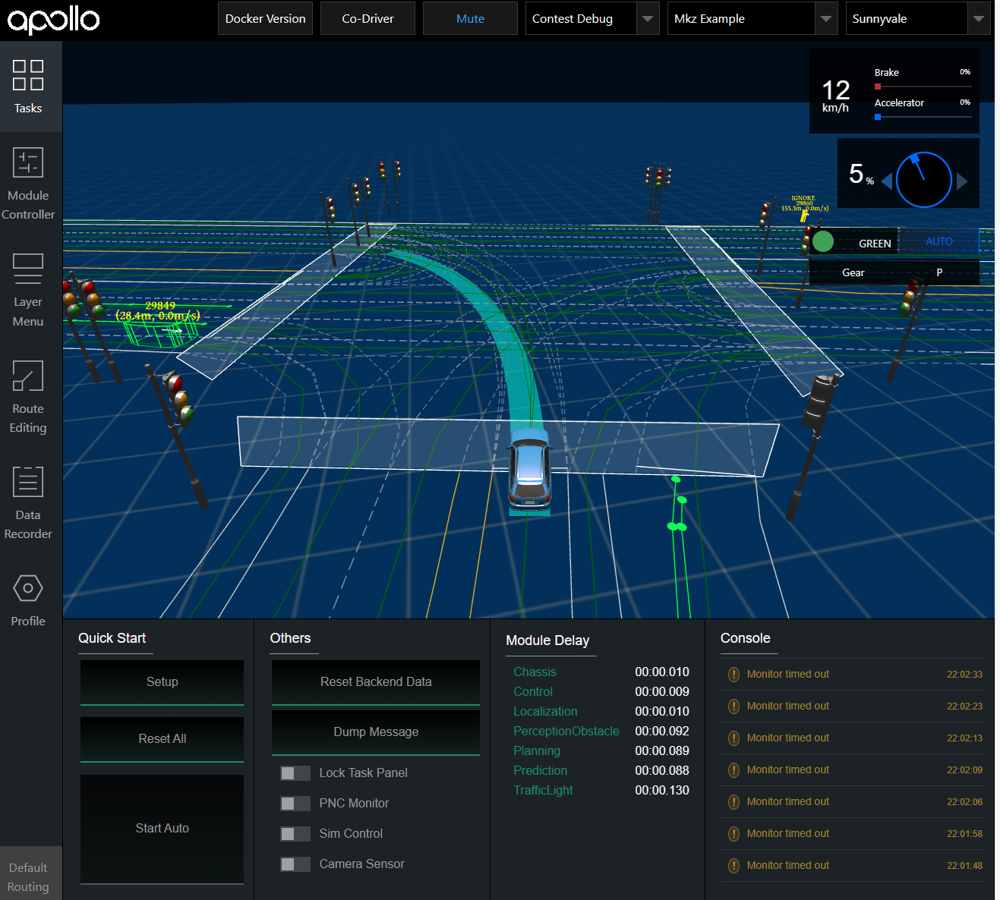 apollo
Docker Version
Co-Driver
Mute
Contest Debug
Mkz Example
Sunnyvale
Tasks
Module
Controller
Layer
Menu
Route
Editing
Data
Recorder
Profile
Default
Routing
12
km/h
Brake 0%
Accelerator 0%
5 %
IGNORE
29860
(55.3m, 0.0m/s)
GREEN
AUTO
Gear P
29849
(28.4m, 0.0m/s)
Quick Start
Setup
Reset All
Start Auto
Others
Reset Backend Data
Dump Message
Lock Task Panel
PNC Monitor
Sim Control
Camera Sensor
Module Delay
Chassis 00:00.010
Control 00:00.009
Localization 00:00.010
PerceptionObstacle 00:00.092
Planning 00:00.089
Prediction 00:00.088
TrafficLight 00:00.130
Console
Monitor timed out 22:02:33
Monitor timed out 22:02:23
Monitor timed out 22:02:13
Monitor timed out 22:02:09
Monitor timed out 22:02:06
Monitor timed out 22:01:58
Monitor timed out 22:01:48